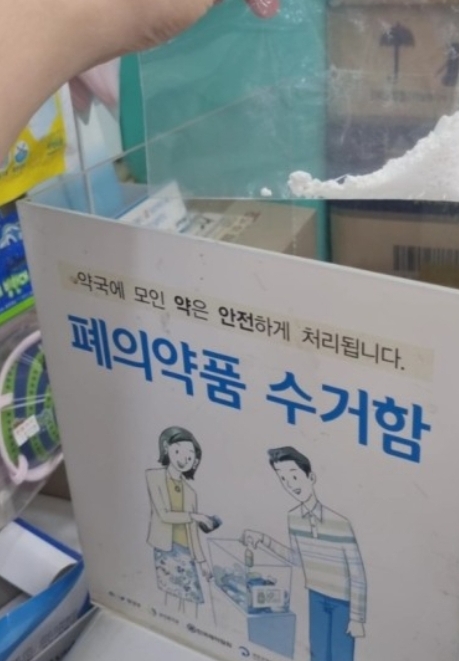 약국에 모인 약은 안전하게 처리됩니다.
폐의약품 수거함